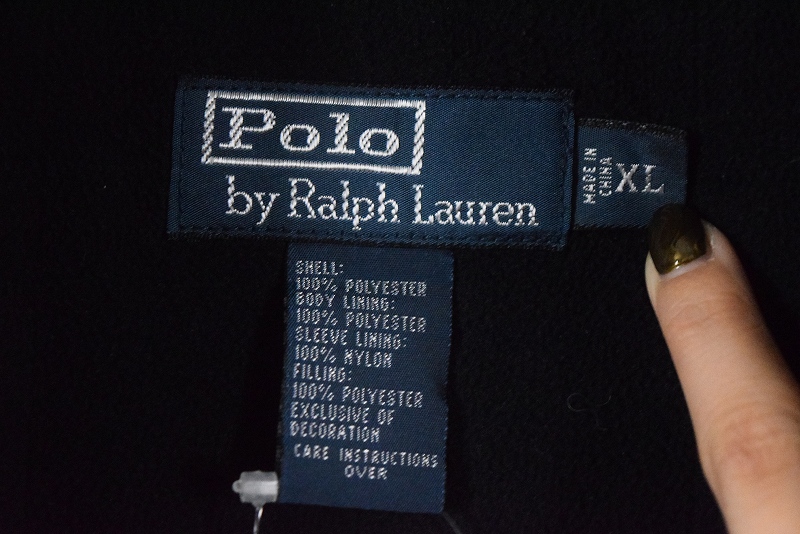 Polo
by Ralph Lauren
MADE IN
CHINA
XL
SHELL:
100% POLYESTER
BODY LINING:
100% POLYESTER
SLEEVE LINING:
100% NYLON
FILLING:
100% POLYESTER
EXCLUSIVE OF
DECORATION
CARE INSTRUCTIONS
OVER